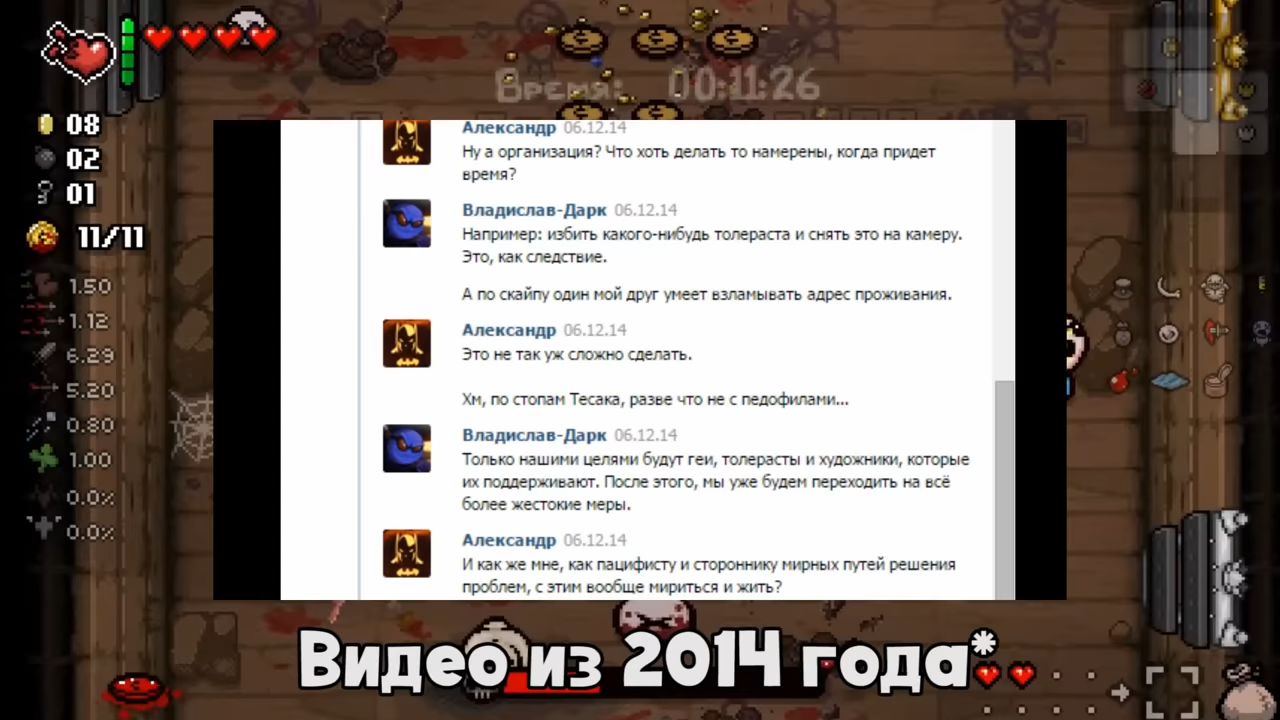 Время: 00:11:26
08
02
01
11/11
1.50
1.12
6.29
5.20
0.80
1.00
0.0%
0.0%
Александр 06.12.14
Ну а организация? Что хоть делать то намерены, когда придет
время?
Владислав-Дарк 06.12.14
Например: избить какого-нибудь толераста и снять это на камеру.
Это, как следствие.
А по скайпу один мой друг умеет взламывать адрес проживания.
Александр 06.12.14
Это не так уж сложно сделать.
Хм, по стопам Тесака, разве что не с педофилами...
Владислав-Дарк 06.12.14
Только нашими целями будут геи, толерасты и художники, которые
их поддерживают. После этого, мы уже будем переходить на всё
более жестокие меры.
Александр 06.12.14
И как же мне, как пацифисту и стороннику мирных путей решения
проблем, с этим вообще мириться и жить?
Видео из 2014 года*